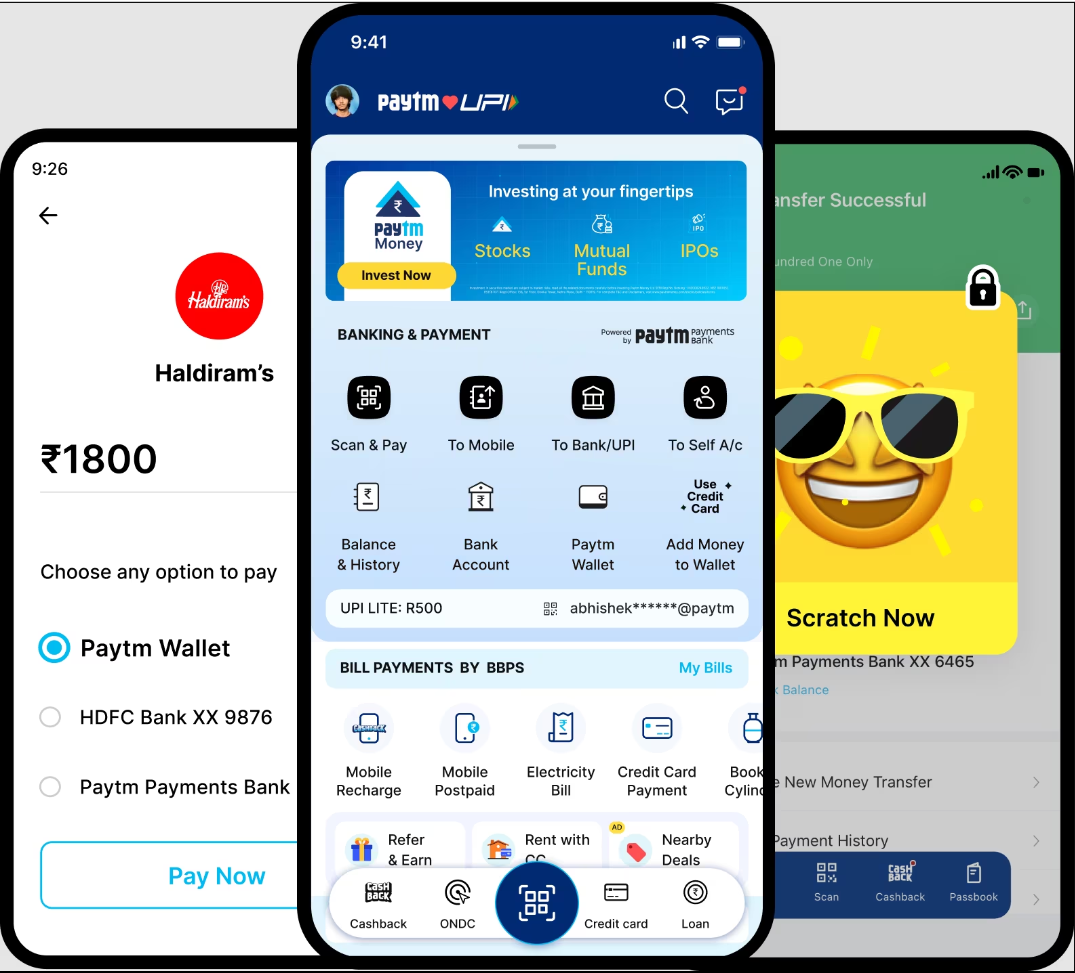 9:26
Haldiram's
Haldiram's
₹1800
Choose any option to pay
Paytm Wallet
HDFC Bank XX 9876
Paytm Payments Bank
Pay Now
9:41
paytm UPI
paytm
Money
Invest Now
Investing at your fingertips
Stocks
Mutual
Funds
IPO
IPOs
BANKING & PAYMENT
Powered
by
paytm
payments
Bank
Scan & Pay
To Mobile
To Bank/UPI
To Self A/c
Use
Credit
Card
Balance
& History
Bank
Account
Paytm
Wallet
Add Money
to Wallet
UPI LITE: R500
abhishek******@paytm
BILL PAYMENTS BY BBPS
My Bills
CASHBACK
Mobile
Recharge
Mobile
Postpaid
Electricity
Bill
Credit Card
Payment
Book
Cylin
Refer
& Earn
Rent with
CC
AD
Nearby
Deals
CASH
BACK
Cashback
ONDC
Credit card
Loan
ansfer Successful
undred One Only
Scratch Now
m Payments Bank XX 6465
k Balance
e New Money Transfer
Payment History
Scan
CASH
BACK
Cashback
Passbook